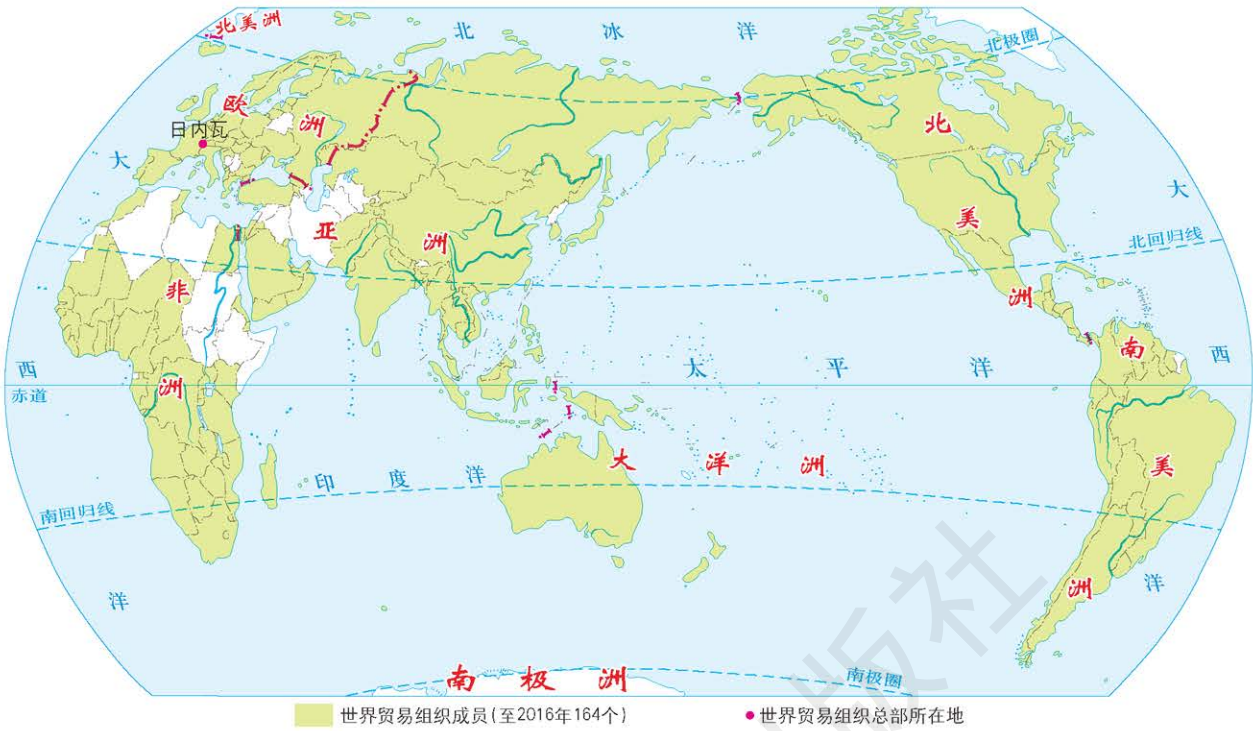 北美洲
北冰洋
北极圈
欧洲
日内瓦
大西洋
亚洲
非洲
北美洲
大西洋
北回归线
太平洋
南美洲
赤道
印度洋
大洋洲
南回归线
南极洲
南极圈
世界贸易组织成员(至2016年164个)
世界贸易组织总部所在地
版社